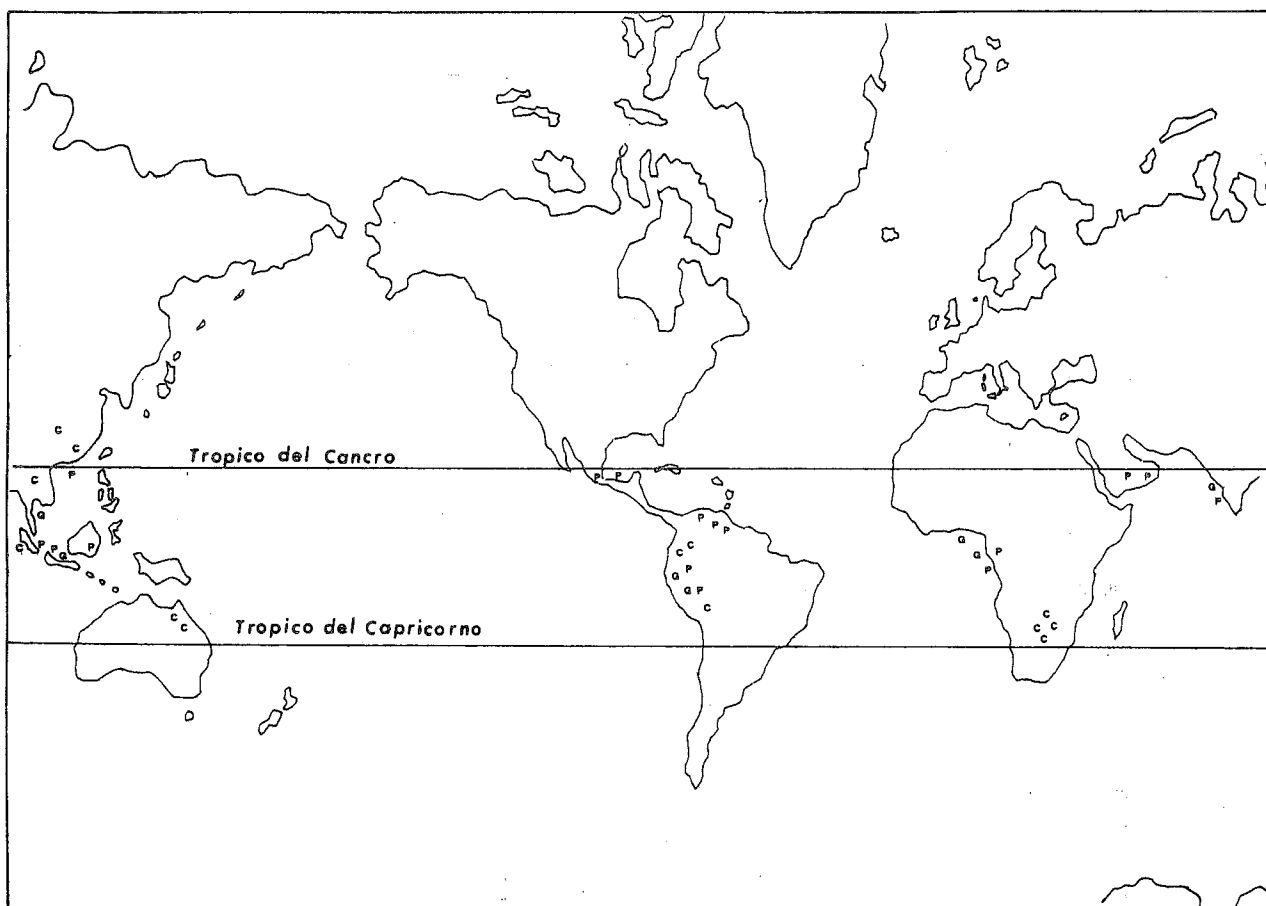 C
C
Tropico del Cancro
P P P P P
C
G
P
G P
P P
G
C P P P C C
G G P
P P P
G
G P
C
C C
C C C
Tropico del Capricorno
C